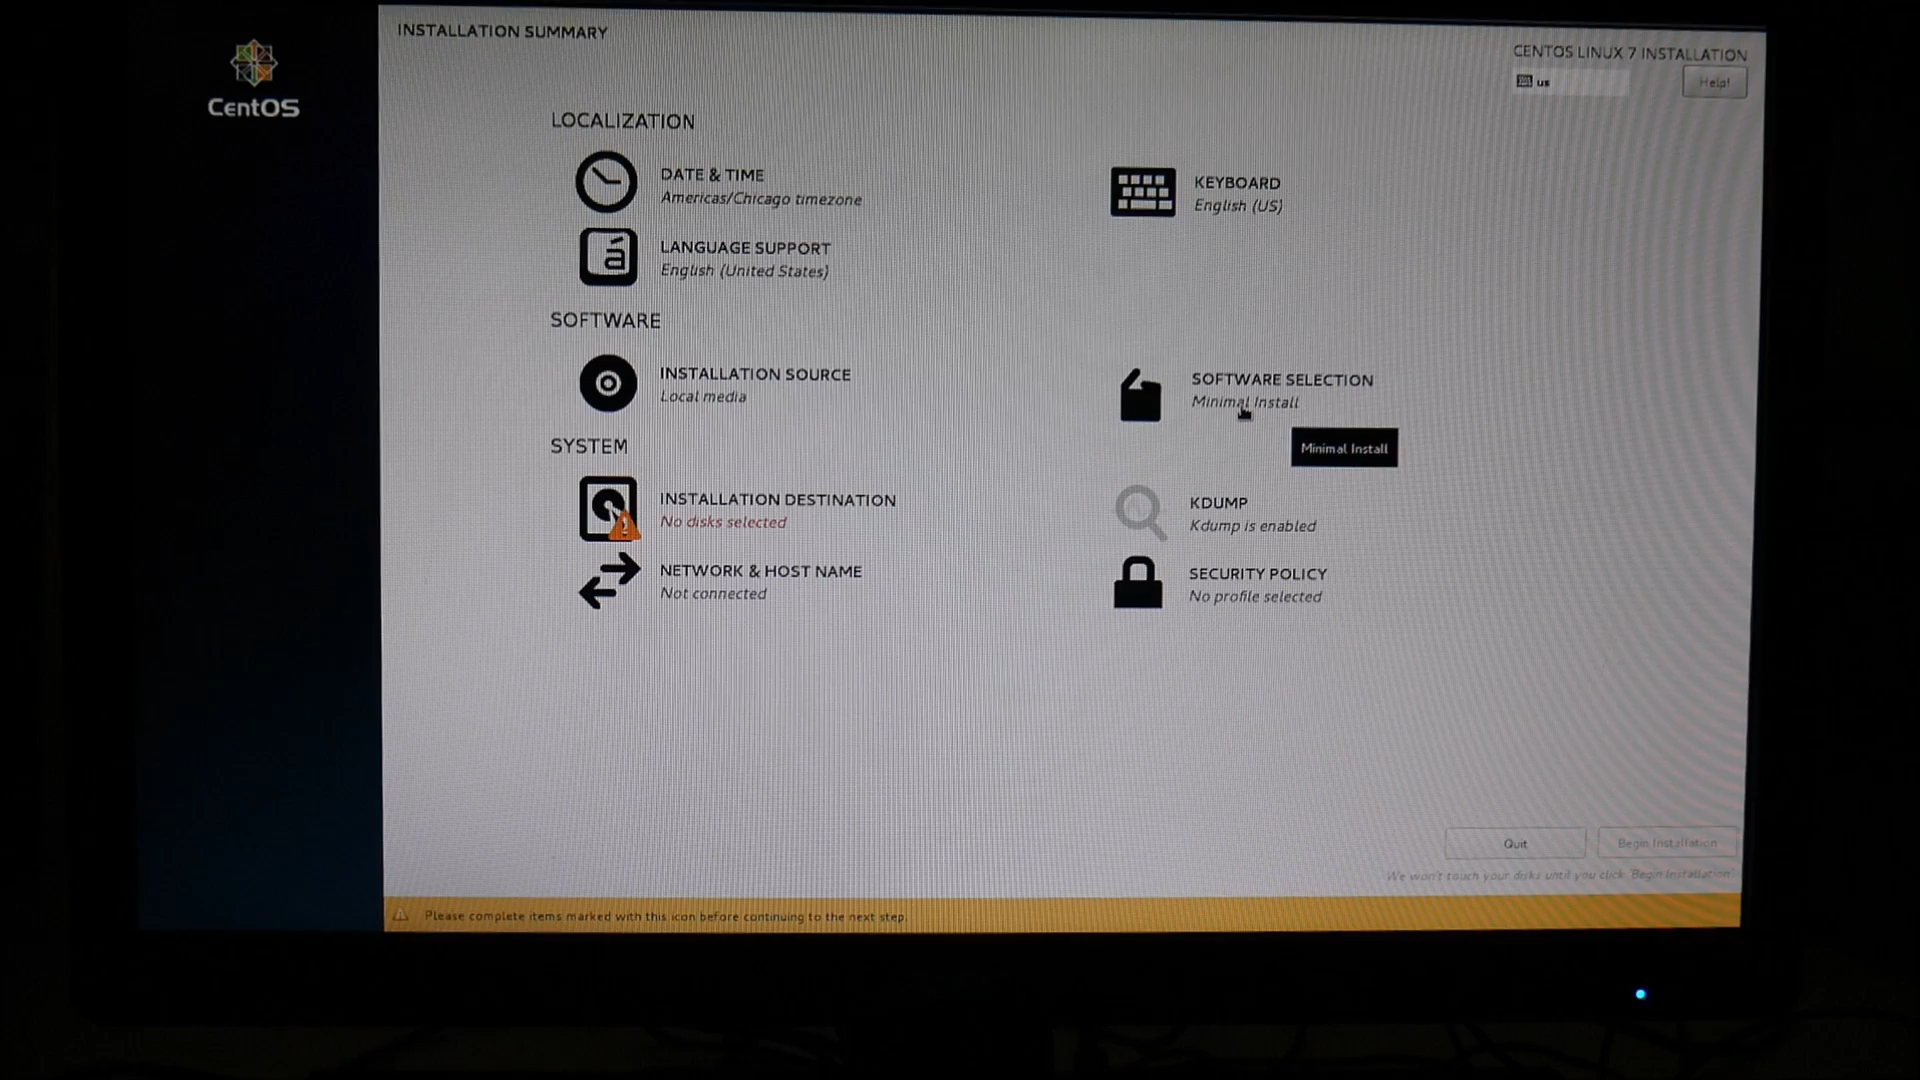 INSTALLATION SUMMARY
CENTOS LINUX 7 INSTALLATION
us
Help!
CentOS
LOCALIZATION
DATE & TIME
Americas/Chicago timezone
KEYBOARD
English (US)
LANGUAGE SUPPORT
English (United States)
SOFTWARE
INSTALLATION SOURCE
Local media
SOFTWARE SELECTION
Minimal Install
Minimal Install
SYSTEM
INSTALLATION DESTINATION
No disks selected
KDUMP
Kdump is enabled
NETWORK & HOST NAME
Not connected
SECURITY POLICY
No profile selected
Quit
Begin Installation
We won't touch your disks until you click 'Begin Installation'.
Please complete items marked with this icon before continuing to the next step.